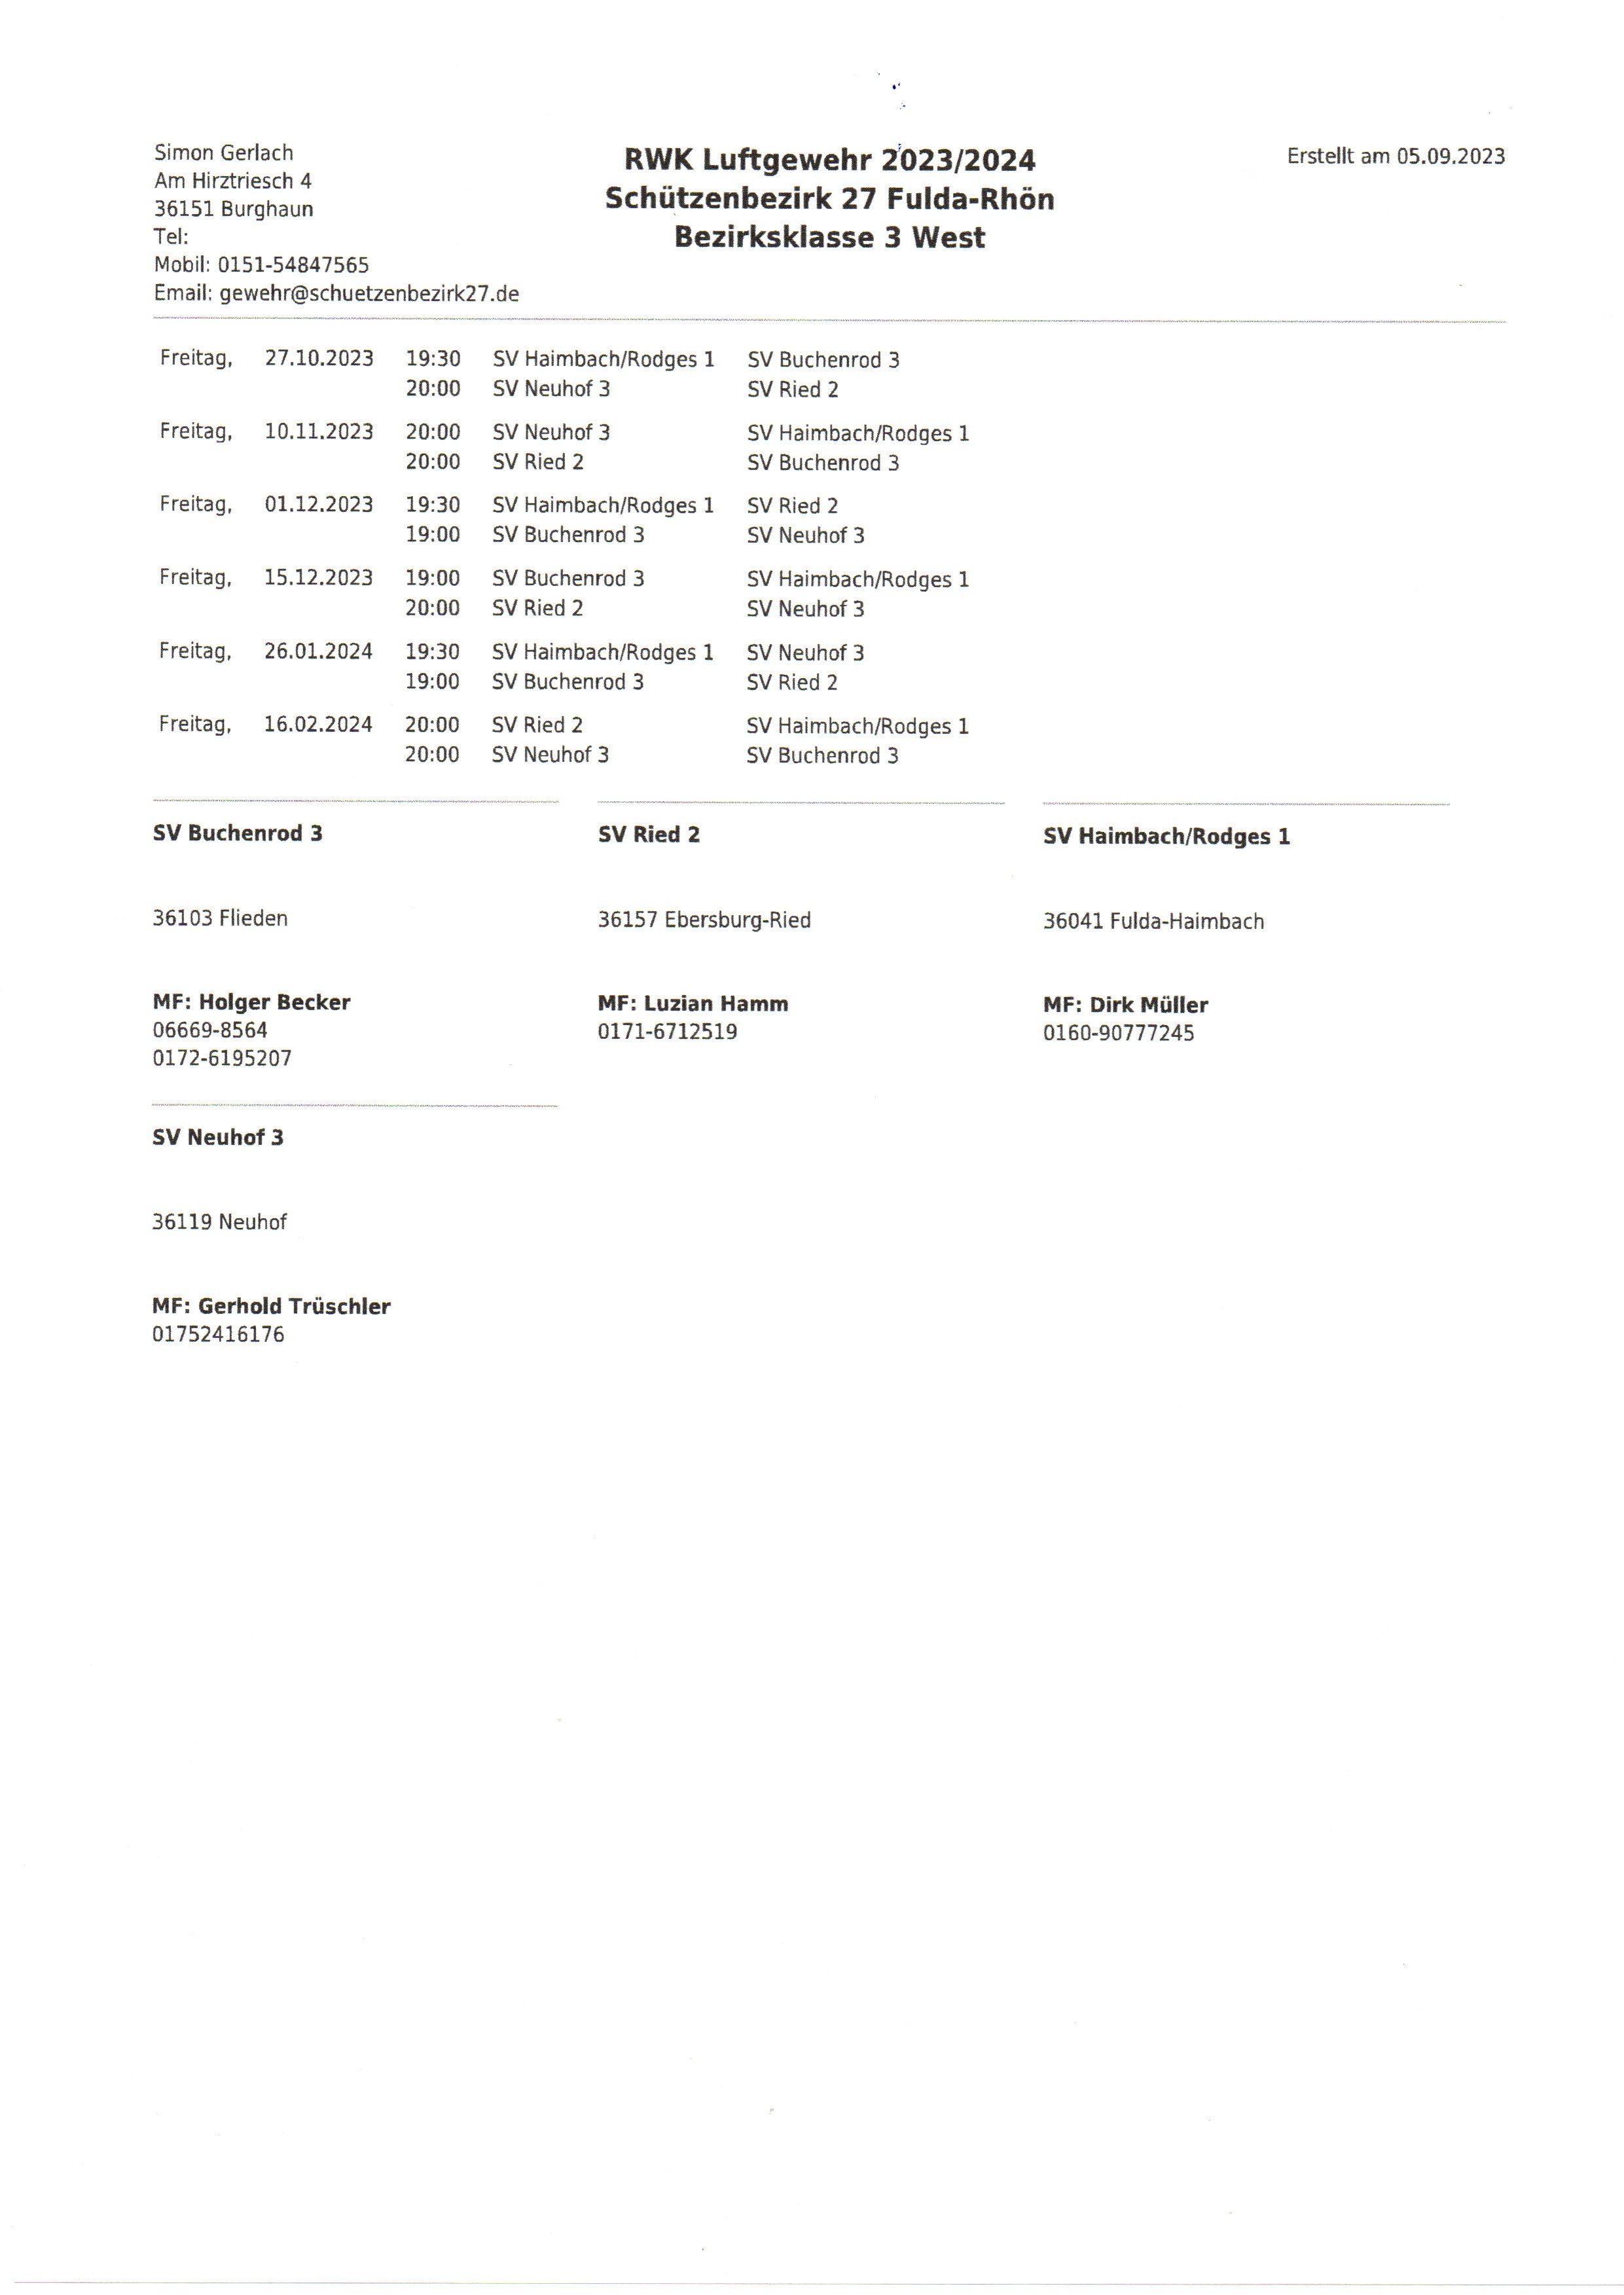 Simon Gerlach
Am Hirztriesch 4
36151 Burghaun
Tel:
Mobil: 0151-54847565
Email: gewehr@schuetzenbezirk27.de
RWK Luftgewehr 2023/2024
Schützenbezirk 27 Fulda-Rhön
Bezirksklasse 3 West
Erstellt am 05.09.2023
Freitag, 27.10.2023 19:30 SV Haimbach/Rodges 1 SV Buchenrod 3
20:00 SV Neuhof 3 SV Ried 2
Freitag, 10.11.2023 20:00 SV Neuhof 3 SV Haimbach/Rodges 1
20:00 SV Ried 2 SV Buchenrod 3
Freitag, 01.12.2023 19:30 SV Haimbach/Rodges 1 SV Ried 2
19:00 SV Buchenrod 3 SV Neuhof 3
Freitag, 15.12.2023 19:00 SV Buchenrod 3 SV Haimbach/Rodges 1
20:00 SV Ried 2 SV Neuhof 3
Freitag, 26.01.2024 19:30 SV Haimbach/Rodges 1 SV Neuhof 3
19:00 SV Buchenrod 3 SV Ried 2
Freitag, 16.02.2024 20:00 SV Ried 2 SV Haimbach/Rodges 1
20:00 SV Neuhof 3 SV Buchenrod 3
SV Buchenrod 3
36103 Flieden
MF: Holger Becker
06669-8564
0172-6195207
SV Ried 2
36157 Ebersburg-Ried
MF: Luzian Hamm
0171-6712519
SV Haimbach/Rodges 1
36041 Fulda-Haimbach
MF: Dirk Müller
0160-90777245
SV Neuhof 3
36119 Neuhof
MF: Gerhold Trüschler
01752416176